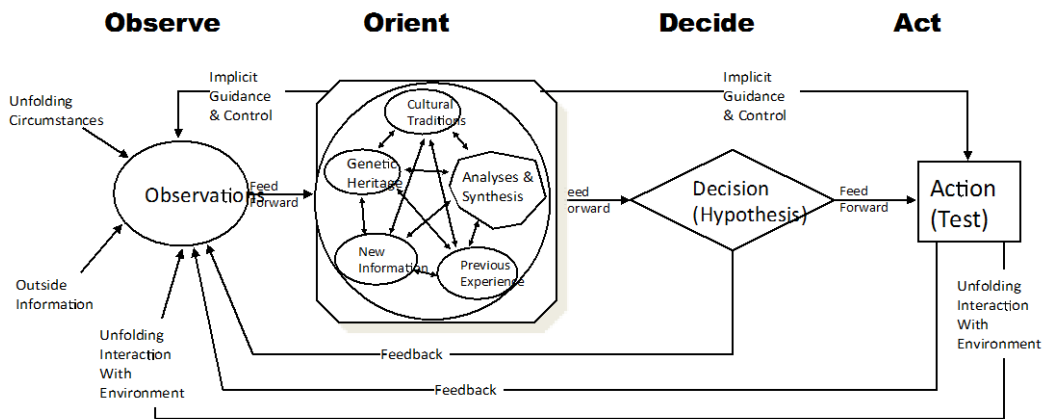 Observe
Orient
Decide
Act
Implicit
Guidance
& Control
Implicit
Guidance
& Control
Unfolding
Circumstances
Cultural
Traditions
Genetic
Heritage
Analyses &
Synthesis
New
Information
Previous
Experience
Observations
Feed
Forward
eed
orward
Decision
(Hypothesis)
Feed
Forward
Action
(Test)
Outside
Information
Unfolding
Interaction
With
Environment
Unfolding
Interaction
With
Environment
Feedback
Feedback